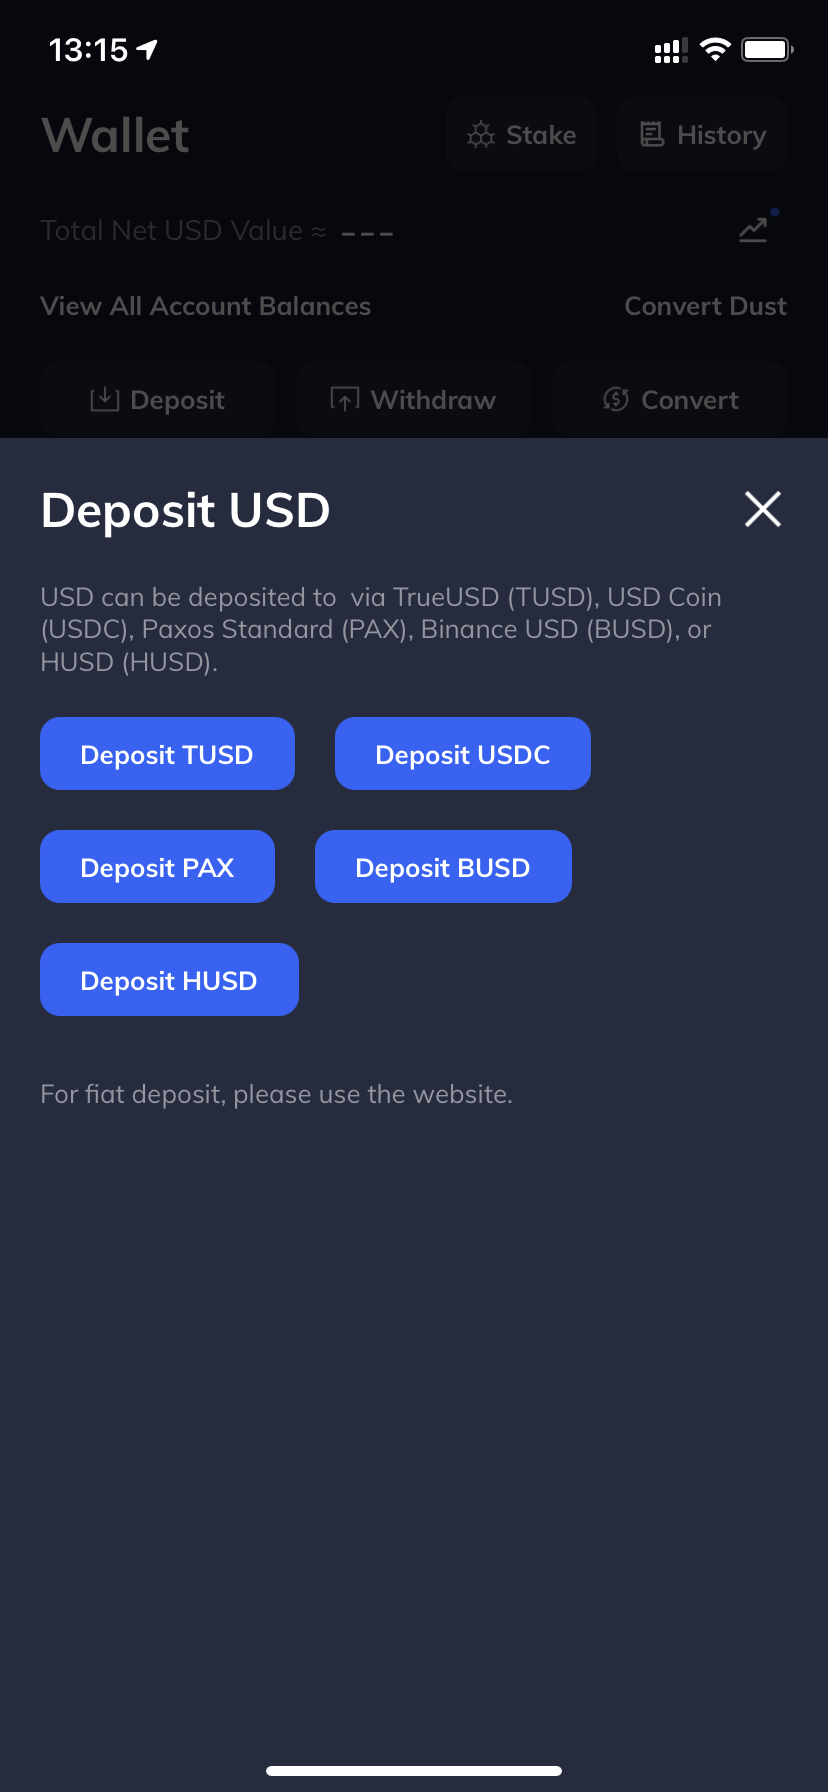 13:15
Wallet
Stake
History
Total Net USD Value ≈ ---
View All Account Balances
Convert Dust
Deposit
Withdraw
Convert
Deposit USD
USD can be deposited to  via TrueUSD (TUSD), USD Coin
(USDC), Paxos Standard (PAX), Binance USD (BUSD), or
HUSD (HUSD).
Deposit TUSD
Deposit USDC
Deposit PAX
Deposit BUSD
Deposit HUSD
For fiat deposit, please use the website.